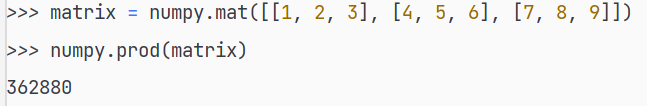 >>> matrix = numpy.mat([[1, 2, 3], [4, 5, 6], [7, 8, 9]])
>>> numpy.prod(matrix)
362880